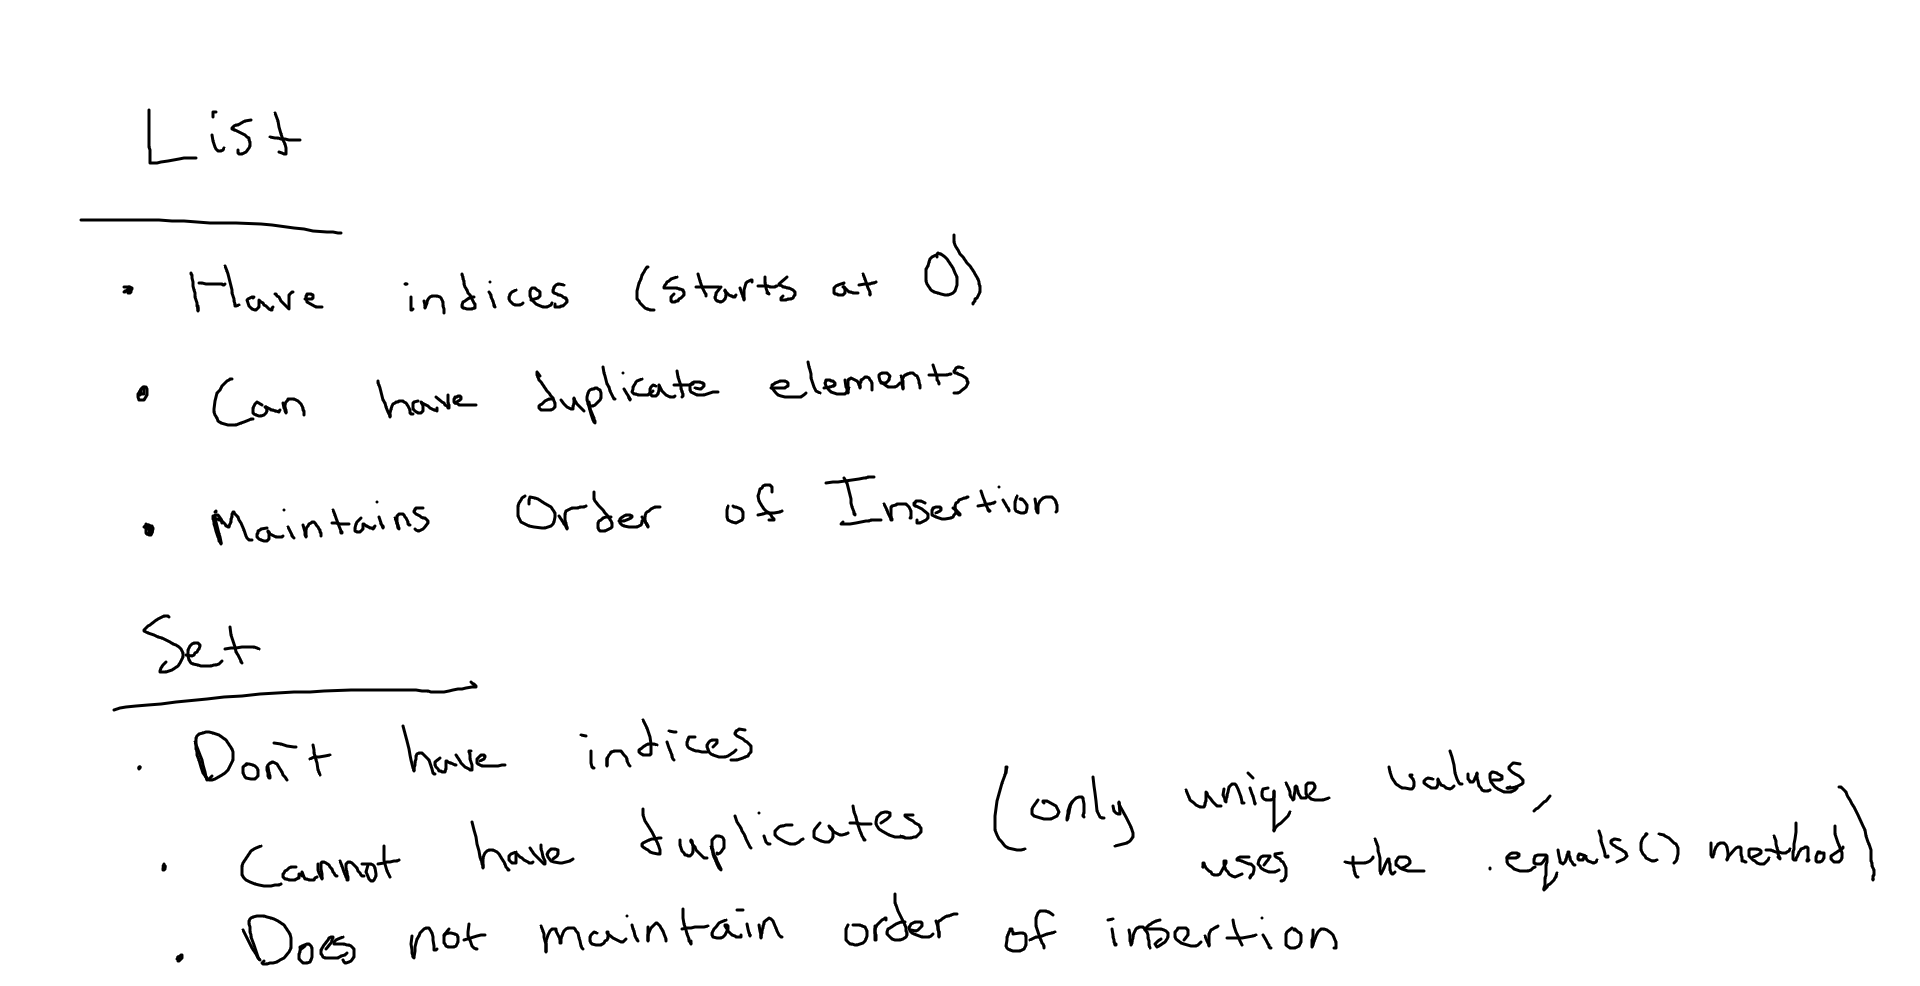 List
• Have indices (starts at 0)
• Can have duplicate elements
• Maintains Order of Insertion
Set
• Don't have indices
• Cannot have duplicates (only unique values,
uses the .equals() method)
• Does not maintain order of insertion